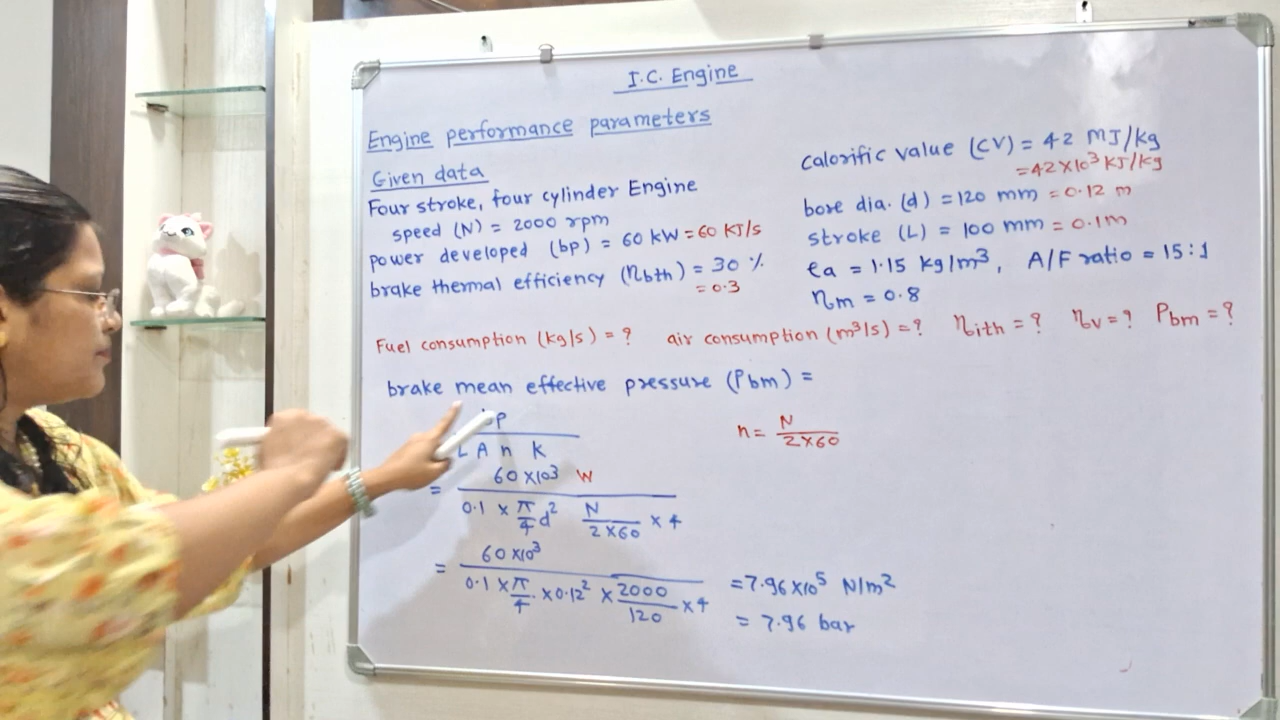 I.C. Engine
Engine performance parameters
Given data
Four stroke, four cylinder Engine
speed (N) = 2000 rpm
power developed (bp) = 60 kW = 60 KJ/s
brake thermal efficiency (ηbth) = 30 %
= 0.3
Calorific value (CV) = 42 MJ/kg
= 42×10³ KJ/kg
bore dia. (d) = 120 mm = 0.12 m
stroke (L) = 100 mm = 0.1m
ρa = 1.15 kg/m³, A/F ratio = 15:1
ηm = 0.8
Fuel consumption (kg/s) = ? air consumption (m³/s) = ? ηith = ? ηv = ? Pbm = ?
brake mean effective pressure (Pbm) =
bP
L A n k
n = N
2×60
= 60×10³ W
0.1 × π/4 d² N/2×60 × 4
= 60×10³
0.1 × π/4 × 0.12² × 2000/120 × 4
= 7.96×10⁵ N/m²
= 7.96 bar